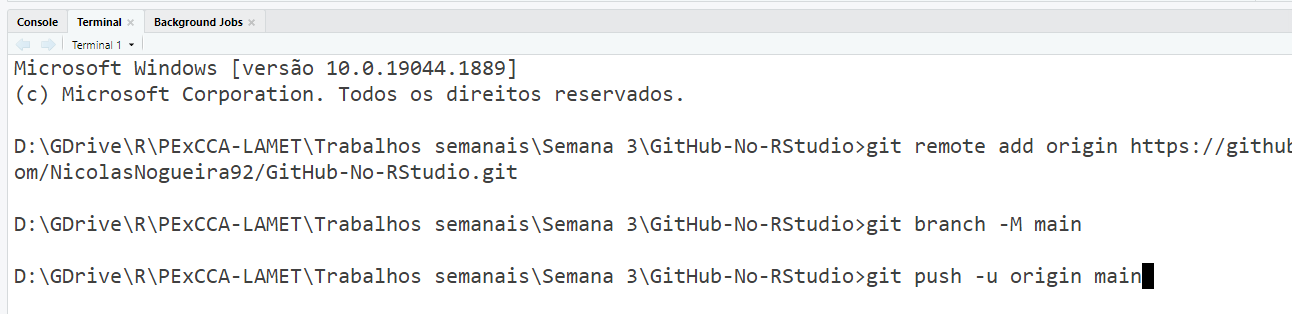 Console Terminal × Background Jobs ×
Terminal 1
Microsoft Windows [versão 10.0.19044.1889]
(c) Microsoft Corporation. Todos os direitos reservados.
D:\GDrive\R\PExCCA-LAMET\Trabalhos semanais\Semana 3\GitHub-No-RStudio>git remote add origin https://github
om/NicolasNogueira92/GitHub-No-RStudio.git
D:\GDrive\R\PExCCA-LAMET\Trabalhos semanais\Semana 3\GitHub-No-RStudio>git branch -M main
D:\GDrive\R\PExCCA-LAMET\Trabalhos semanais\Semana 3\GitHub-No-RStudio>git push -u origin main